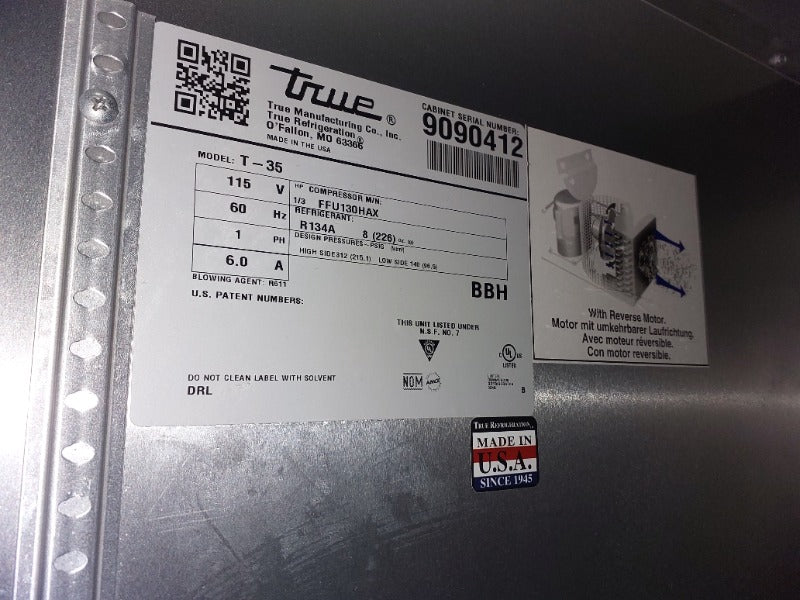 true ®
True Manufacturing Co., Inc.
True Refrigeration®
O'Fallon, MO 63366
MADE IN THE USA
CABINET SERIAL NUMBER:
9090412
MODEL: T-35
115 V
60 Hz
1 PH
6.0 A
HP COMPRESSOR M/N:
1/3 FFU130HAX
REFRIGERANT:
R134A 8 (226)
DESIGN PRESSURES-PSIG
HIGH SIDE 312 (215.1) LOW SIDE 140 (96.5)
BLOWING AGENT: R611
BBH
U.S. PATENT NUMBERS:
THIS UNIT LISTED UNDER
N.S.F. NO. 7
C UL US
LISTED
NOM
DO NOT CLEAN LABEL WITH SOLVENT
DRL
B
With Reverse Motor.
Motor mit umkehrbarer Laufrichtung.
Avec moteur réversible.
Con motor reversible.
TRUE REFRIGERATION
MADE IN
U.S.A.
SINCE 1945